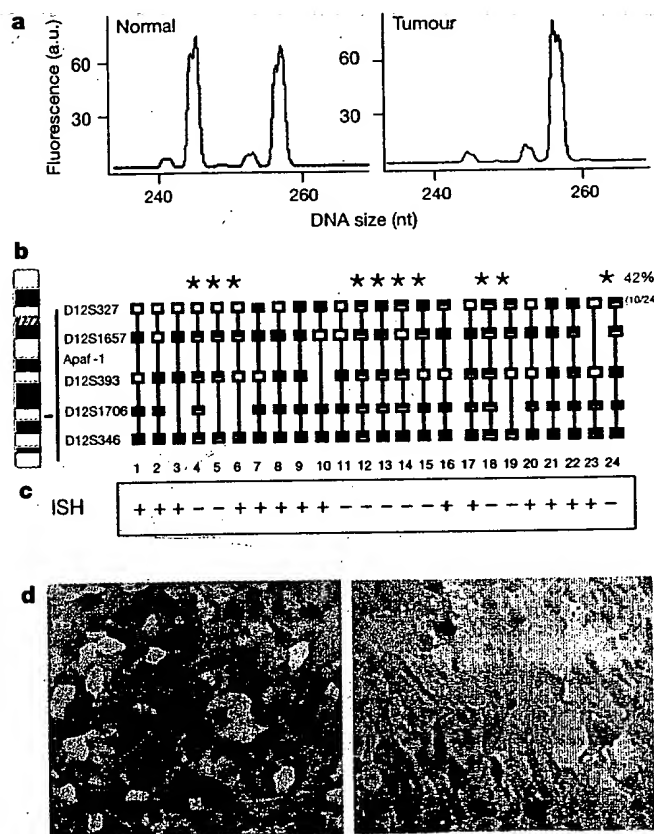 a
Normal
Tumour
Fluorescence (a.u.)
60
30
60
30
240
260
240
260
DNA size (nt)
b
★ ★ ★ ★ ★ ★ ★ ★ ★ ★ 42%
D12S327
(10/24
D12S1657
Apaf-1
D12S393
D12S1706
D12S346
1 2 3 4 5 6 7 8 9 10 11 12 13 14 15 16 17 18 19 20 21 22 23 24
c
ISH + + + - - + + + + + - - - - - + + - - + + + + -
d